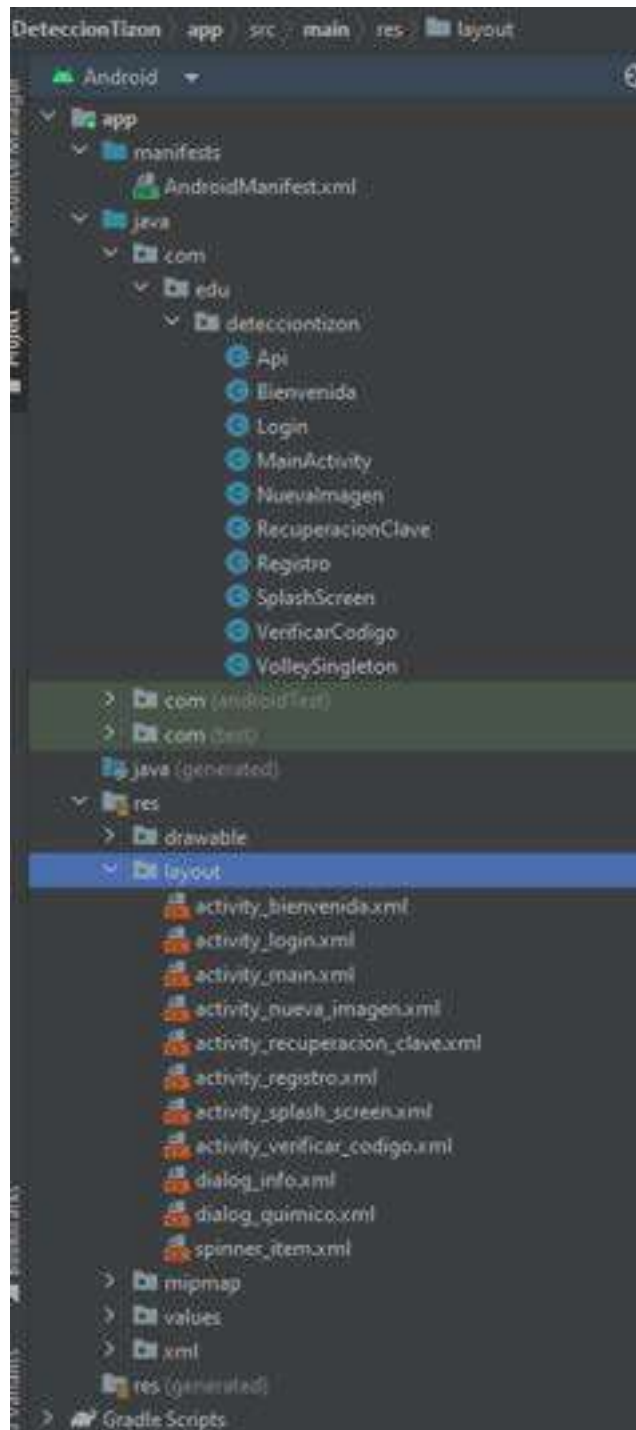 DeteccionTizon app src main res layout
Android
app
manifests
AndroidManifest.xml
java
com
edu
detecciontizon
Api
Bienvenida
Login
MainActivity
NuevaImagen
RecuperacionClave
Registro
SplashScreen
VerificarCodigo
VolleySingleton
com (androidTest)
com (test)
java (generated)
res
drawable
layout
activity_bienvenida.xml
activity_login.xml
activity_main.xml
activity_nueva_imagen.xml
activity_recuperacion_clave.xml
activity_registro.xml
activity_splash_screen.xml
activity_verificar_codigo.xml
dialog_info.xml
dialog_quimico.xml
spinner_item.xml
mipmap
values
xml
res (generated)
Gradle Scripts
Project